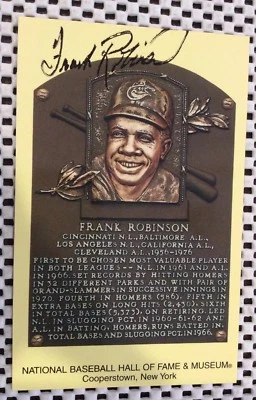 Frank Robinson
FRANK ROBINSON
CINCINNATI N.L., BALTIMORE A.L.,
LOS ANGELES N.L., CALIFORNIA A.L.,
CLEVELAND A.L., 1956-1976
FIRST TO BE CHOSEN MOST VALUABLE PLAYER
IN BOTH LEAGUES -- N.L. IN 1961 AND A.L.
IN 1966. SET RECORDS BY HITTING HOMERS
IN 32 DIFFERENT PARKS AND WITH PAIR OF
GRAND-SLAMMERS IN SUCCESSIVE INNINGS IN
1970. FOURTH IN HOMERS (586), FIFTH IN
EXTRA BASES ON LONG HITS (2,430), SIXTH
IN TOTAL BASES (5,373), ON RETIRING. LED
N.L. IN SLUGGING PCT. IN 1960-61-62 AND
A.L. IN BATTING, HOMERS, RUNS BATTED IN,
TOTAL BASES AND SLUGGING PCT. IN 1966.
NATIONAL BASEBALL HALL OF FAME & MUSEUM®
Cooperstown, New York